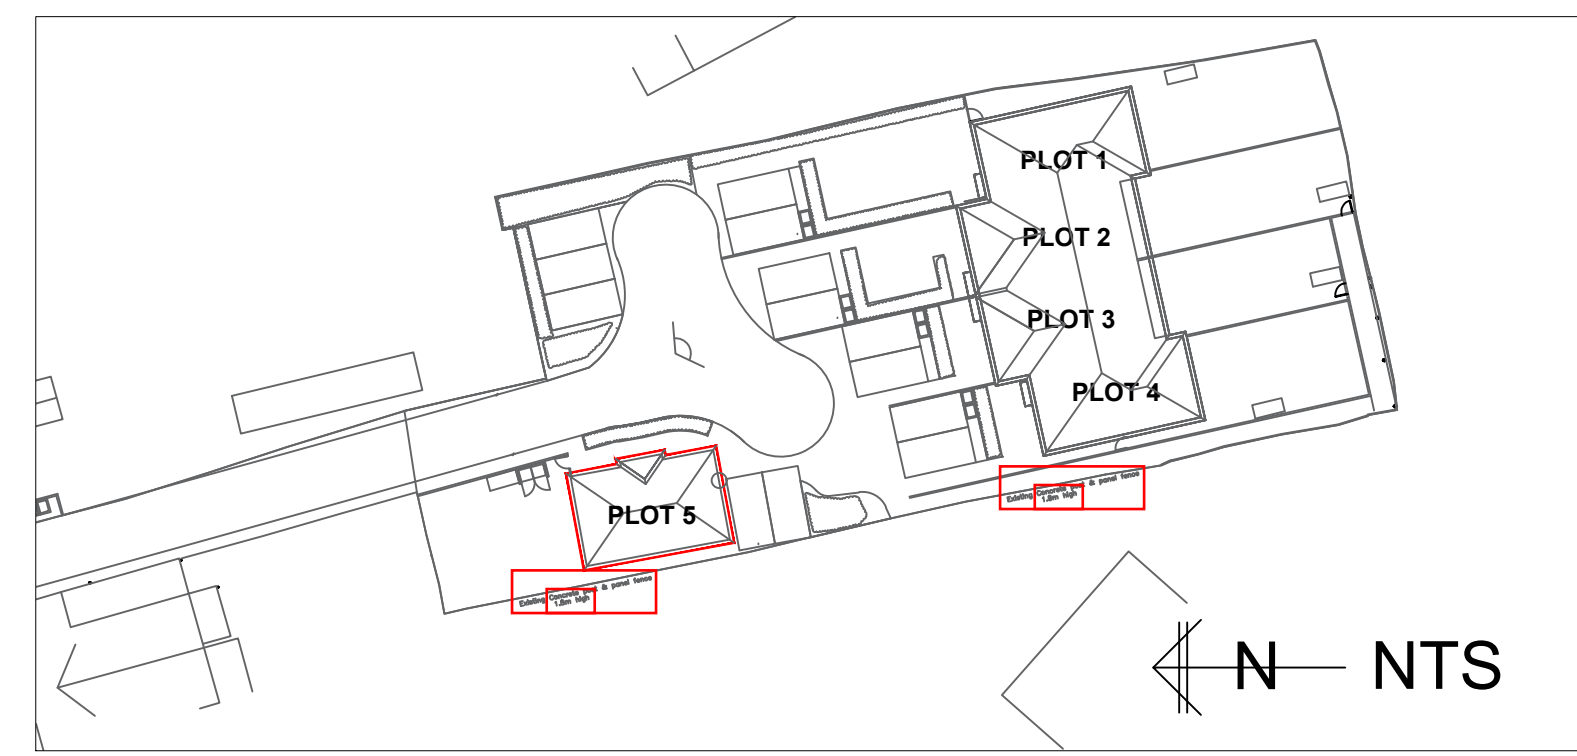 PLOT 1
PLOT 2
PLOT 3
PLOT 4
Existing Concrete post & panel fence
1.8m high
PLOT 5
Existing Concrete post & panel fence
1.8m high
N NTS